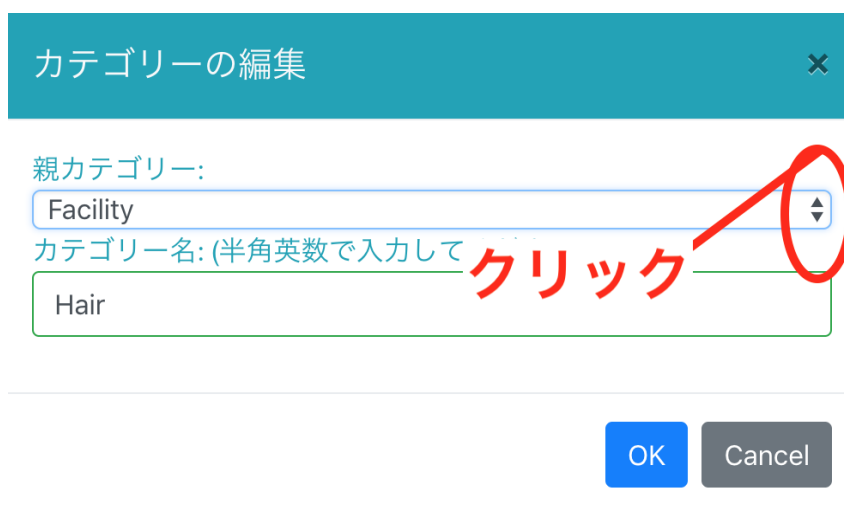 カテゴリーの編集
×
親カテゴリー:
Facility
カテゴリー名: (半角英数で入力して
クリック
Hair
OK
Cancel